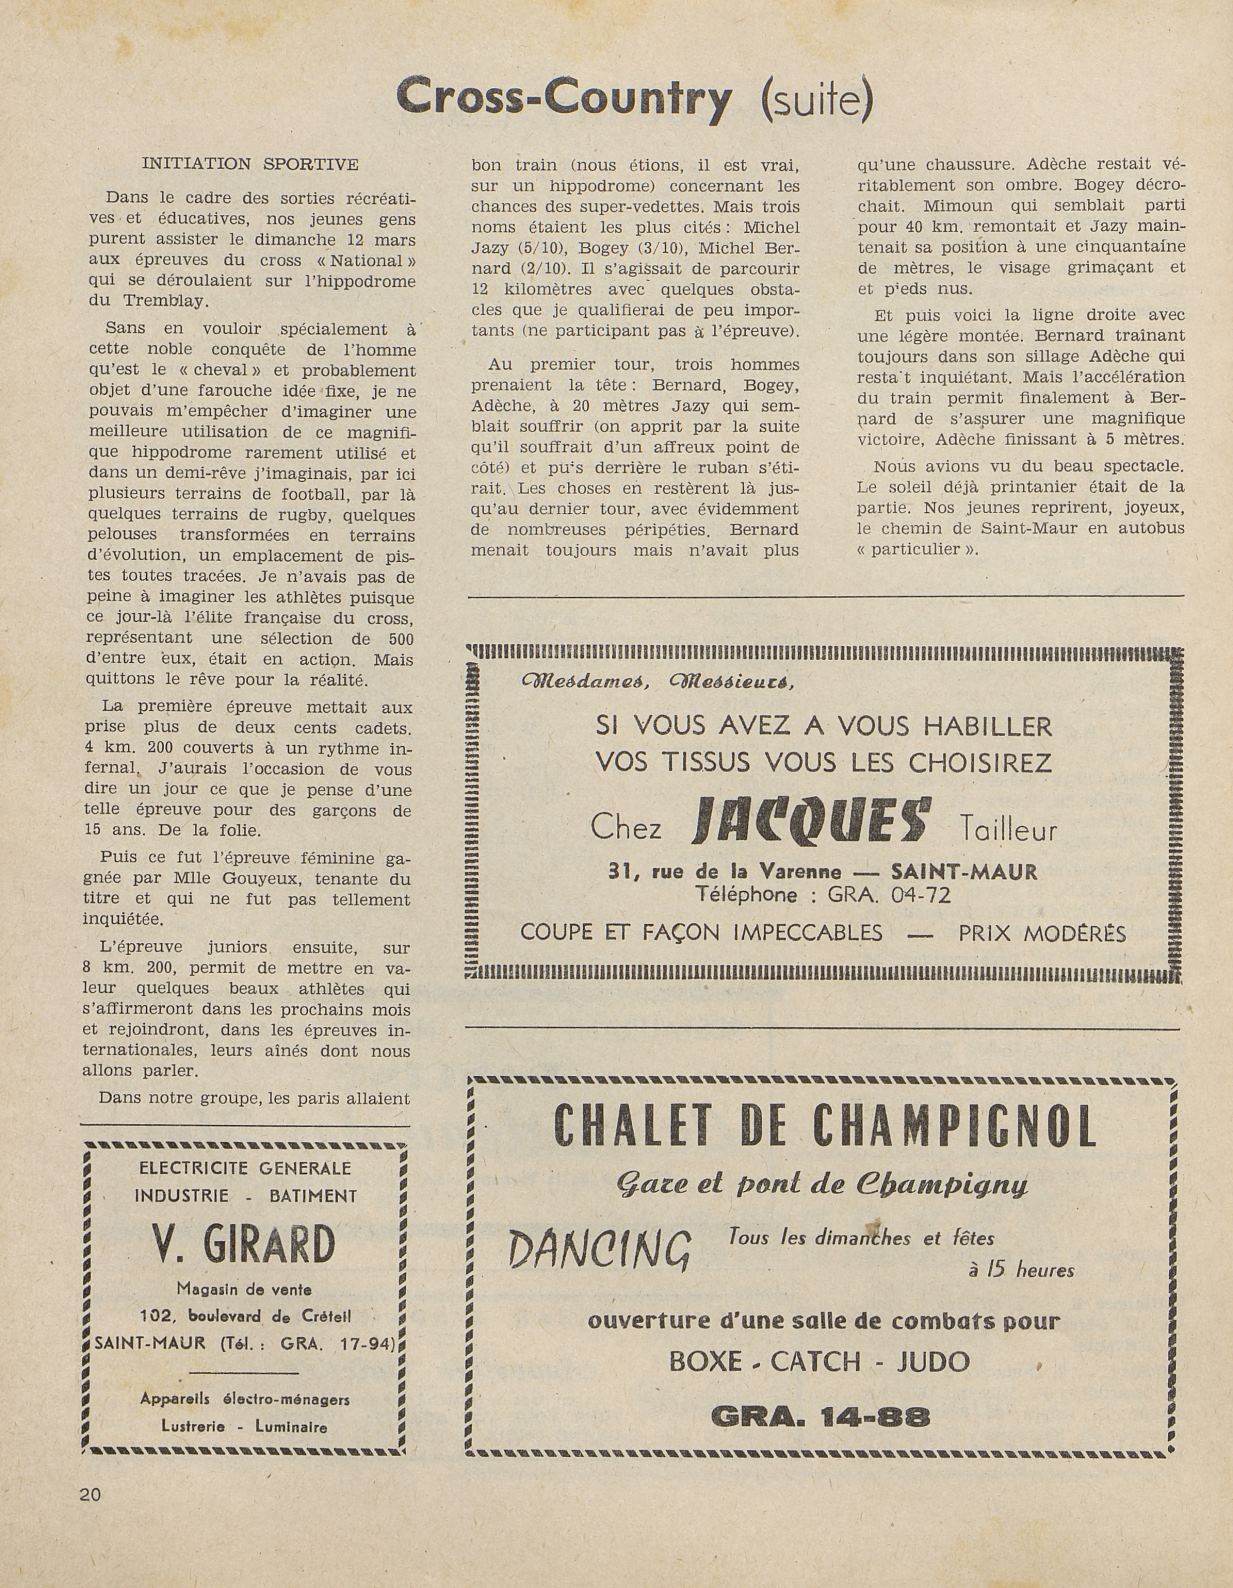 Cross-Country (suite)
INITIATION SPORTIVE
Dans le cadre des sorties récréati-
ves et éducatives, nos jeunes gens
purent assister le dimanche 12 mars
aux épreuves du cross « National »
qui se déroulaient sur l'hippodrome
du Tremblay.
Sans en vouloir spécialement à
cette noble conquête de l'homme
qu'est le « cheval » et probablement
objet d'une farouche idée fixe, je ne
pouvais m'empêcher d'imaginer une
meilleure utilisation de ce magnifi-
que hippodrome rarement utilisé et
dans un demi-rêve j'imaginais, par ici
plusieurs terrains de football, par là
quelques terrains de rugby, quelques
pelouses transformées en terrains
d'évolution, un emplacement de pis-
tes toutes tracées. Je n'avais pas de
peine à imaginer les athlètes puisque
ce jour-là l'élite française du cross,
représentant une sélection de 500
d'entre eux, était en action. Mais
quittons le rêve pour la réalité.
La première épreuve mettait aux
prise plus de deux cents cadets.
4 km. 200 couverts à un rythme in-
fernal. J'aurais l'occasion de vous
dire un jour ce que je pense d'une
telle épreuve pour des garçons de
15 ans. De la folie.
Puis ce fut l'épreuve féminine ga-
gnée par Mlle Gouyeux, tenante du
titre et qui ne fut pas tellement
inquiétée.
L'épreuve juniors ensuite, sur
8 km. 200, permit de mettre en va-
leur quelques beaux athlètes qui
s'affirmeront dans les prochains mois
et rejoindront, dans les épreuves in-
ternationales, leurs aînés dont nous
allons parler.
Dans notre groupe, les paris allaient
bon train (nous étions, il est vrai,
sur un hippodrome) concernant les
chances des super-vedettes. Mais trois
noms étaient les plus cités : Michel
Jazy (5/10), Bogey (3/10), Michel Ber-
nard (2/10). Il s'agissait de parcourir
12 kilomètres avec quelques obsta-
cles que je qualifierai de peu impor-
tants (ne participant pas à l'épreuve).
Au premier tour, trois hommes
prenaient la tête : Bernard, Bogey,
Adèche, à 20 mètres Jazy qui sem-
blait souffrir (on apprit par la suite
qu'il souffrait d'un affreux point de
côté) et puis derrière le ruban s'éti-
rait. Les choses en restèrent là jus-
qu'au dernier tour, avec évidemment
de nombreuses péripéties. Bernard
menait toujours mais n'avait plus
qu'une chaussure. Adèche restait vé-
ritablement son ombre. Bogey décro-
chait. Mimoun qui semblait parti
pour 40 km. remontait et Jazy main-
tenait sa position à une cinquantaine
de mètres, le visage grimaçant et
et pieds nus.
Et puis voici la ligne droite avec
une légère montée. Bernard traînant
toujours dans son sillage Adèche qui
restait inquiétant. Mais l'accélération
du train permit finalement à Ber-
nard de s'assurer une magnifique
victoire, Adèche finissant à 5 mètres.
Nous avions vu du beau spectacle.
Le soleil déjà printanier était de la
partie. Nos jeunes reprirent, joyeux,
le chemin de Saint-Maur en autobus
« particulier ».
Mesdames, Messieurs,
SI VOUS AVEZ A VOUS HABILLER
VOS TISSUS VOUS LES CHOISIREZ
Chez JACQUES Tailleur
31, rue de la Varenne — SAINT-MAUR
Téléphone : GRA. 04-72
COUPE ET FAÇON IMPECCABLES — PRIX MODÉRÉS
ELECTRICITE GENERALE
INDUSTRIE - BATIMENT
V. GIRARD
Magasin de vente
102, boulevard de Créteil
SAINT-MAUR (Tél. : GRA. 17-94)
Appareils électro-ménagers
Lustrerie - Luminaire
CHALET DE CHAMPIGNOL
Gare et pont de Champigny
DANCING Tous les dimanches et fêtes
à 15 heures
ouverture d'une salle de combats pour
BOXE - CATCH - JUDO
GRA. 14-88
20